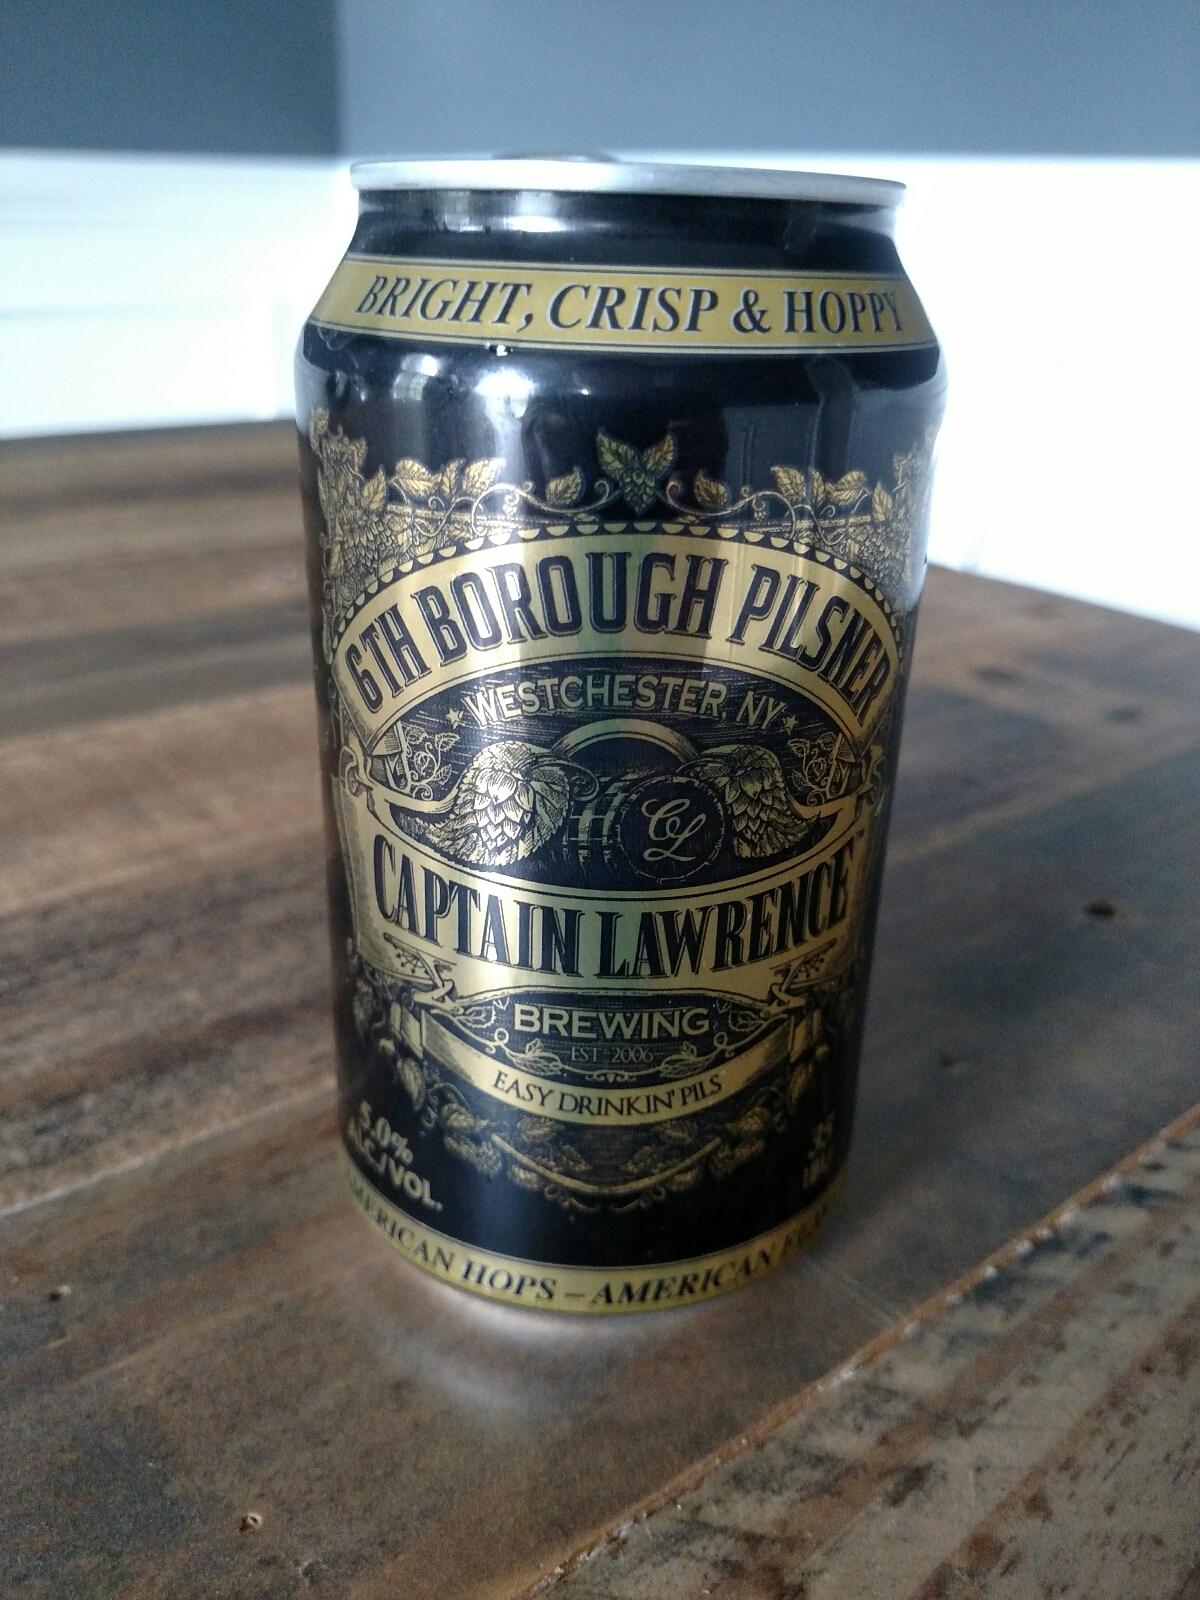 BRIGHT, CRISP & HOPPY
6TH BOROUGH PILSNER
WESTCHESTER, NY
CL
CAPTAIN LAWRENCE
BREWING
EST 2006
EASY DRINKIN' PILS
5.0%
ALC/VOL.
AMERICAN HOPS – AMERICAN